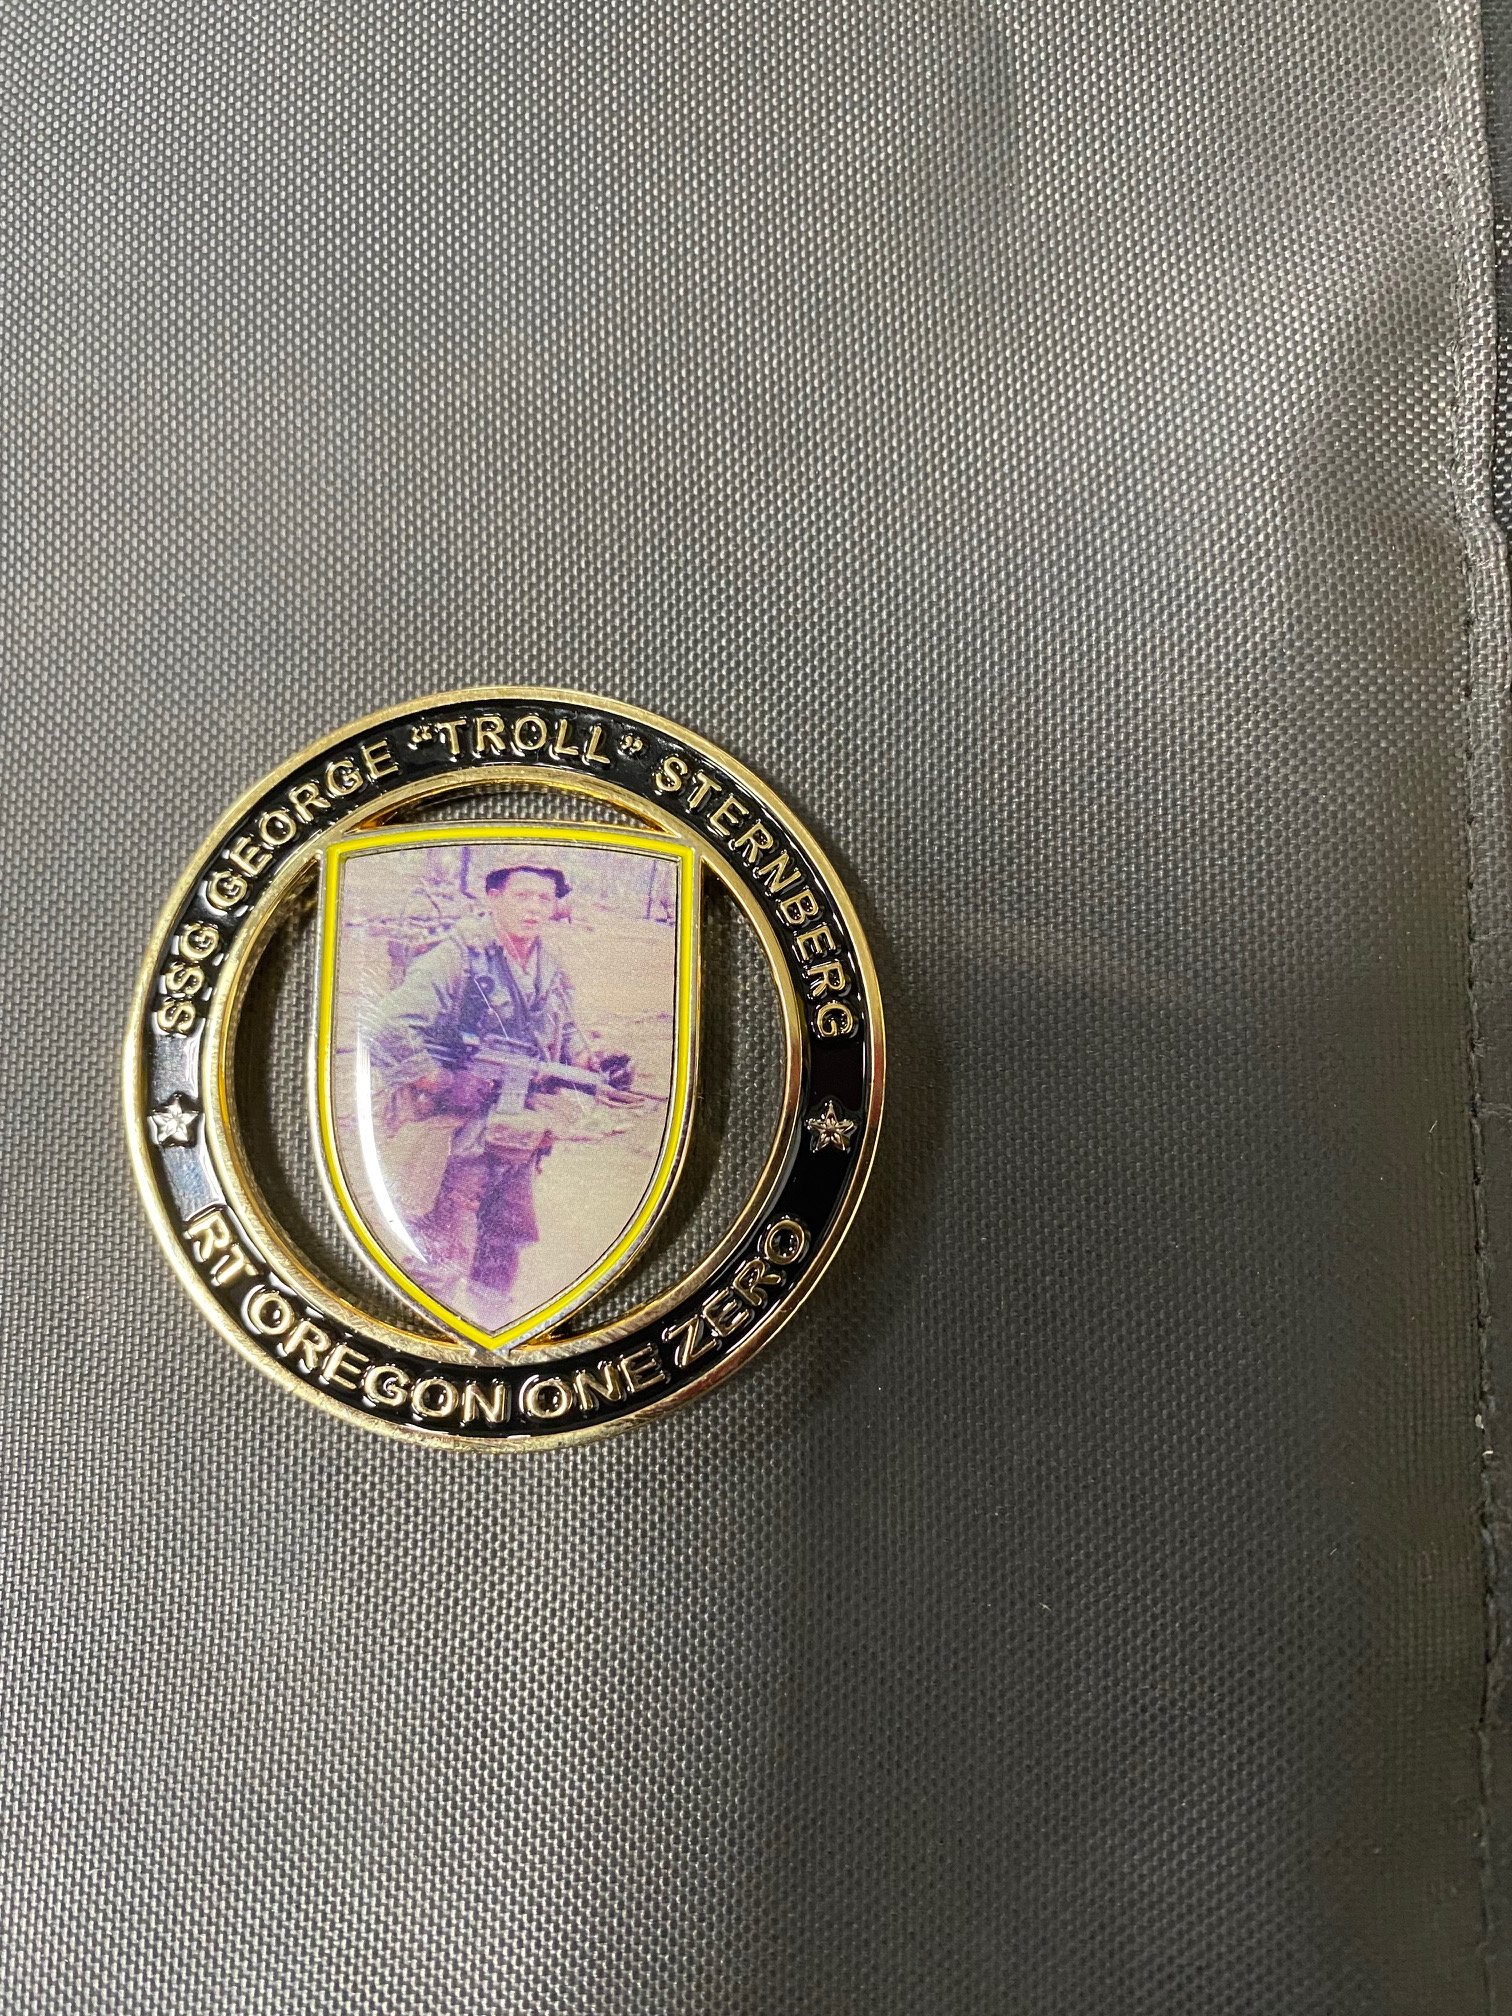 SSG GEORGE “TROLL” STERNBERG
RT OREGON ONE ZERO